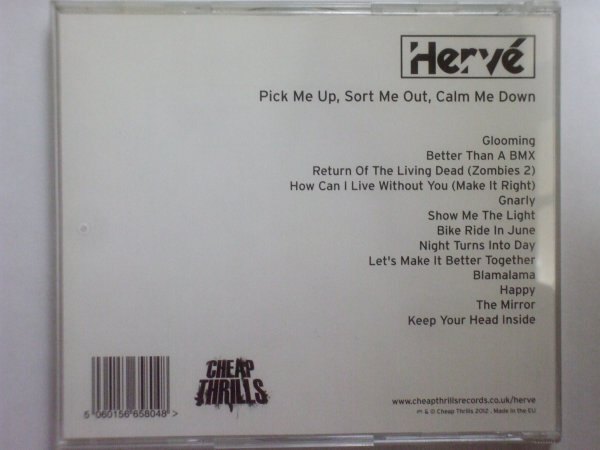 Hervé
Pick Me Up, Sort Me Out, Calm Me Down
Glooming
Better Than A BMX
Return Of The Living Dead (Zombies 2)
How Can I Live Without You (Make It Right)
Gnarly
Show Me The Light
Bike Ride In June
Night Turns Into Day
Let's Make It Better Together
Blamalama
Happy
The Mirror
Keep Your Head Inside
5 060156 658048 >
CHEAP
THRILLS
www.cheapthrillsrecords.co.uk/herve
℗ & © Cheap Thrills 2012 . Made in the EU